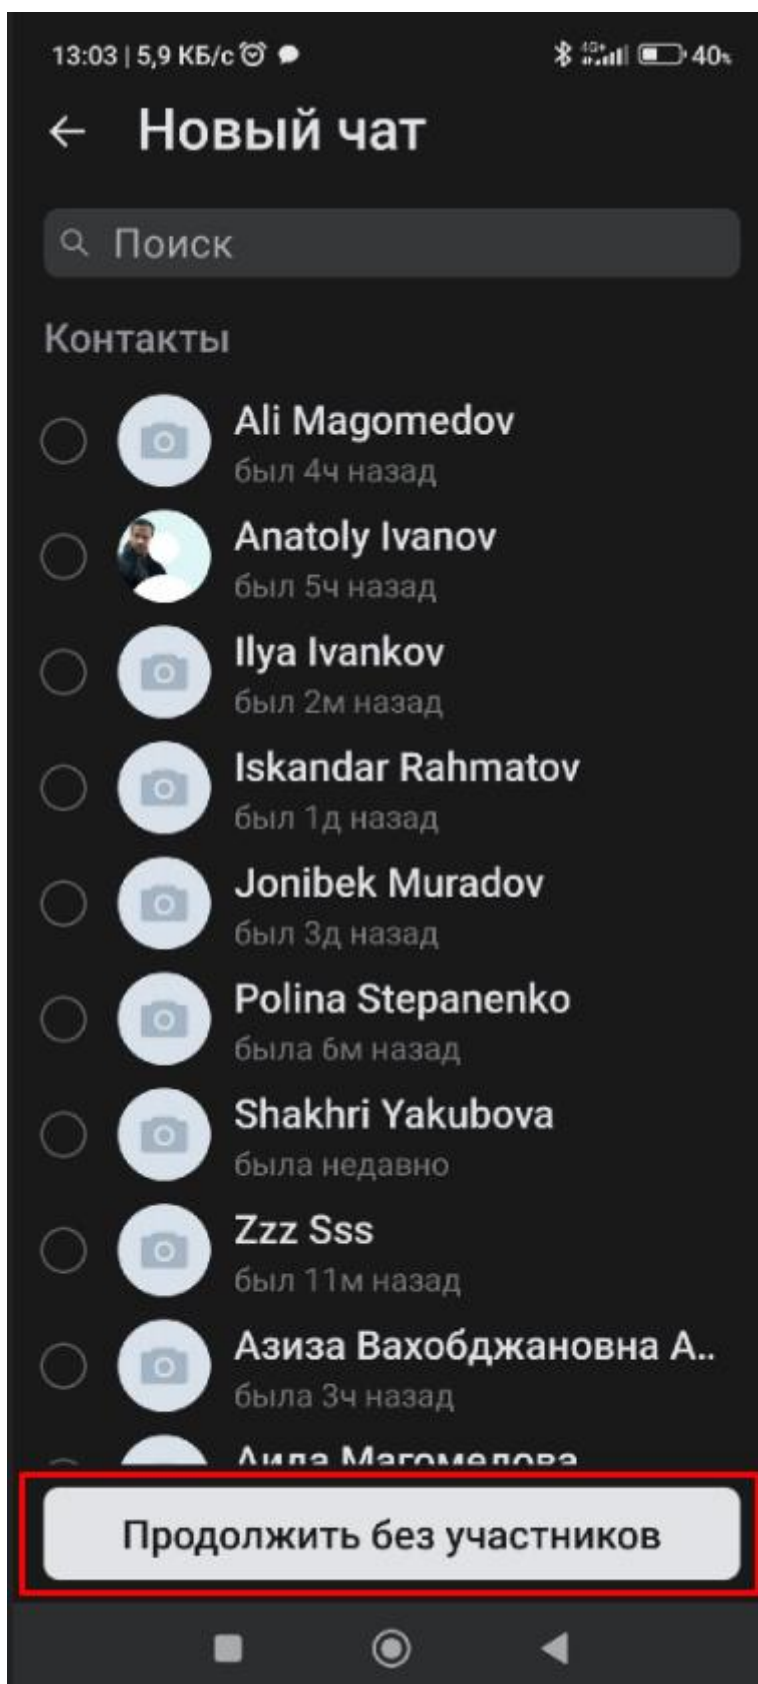 13:03 | 5,9 КБ/с
4G+
40%
Новый чат
Поиск
Контакты
Ali Magomedov
был 4ч назад
Anatoly Ivanov
был 5ч назад
Ilya Ivankov
был 2м назад
Iskandar Rahmatov
был 1д назад
Jonibek Muradov
был 3д назад
Polina Stepanenko
была 6м назад
Shakhri Yakubova
была недавно
Zzz Sss
был 11м назад
Азиза Вахобджановна А..
была 3ч назад
Аида Магомедова
Продолжить без участников